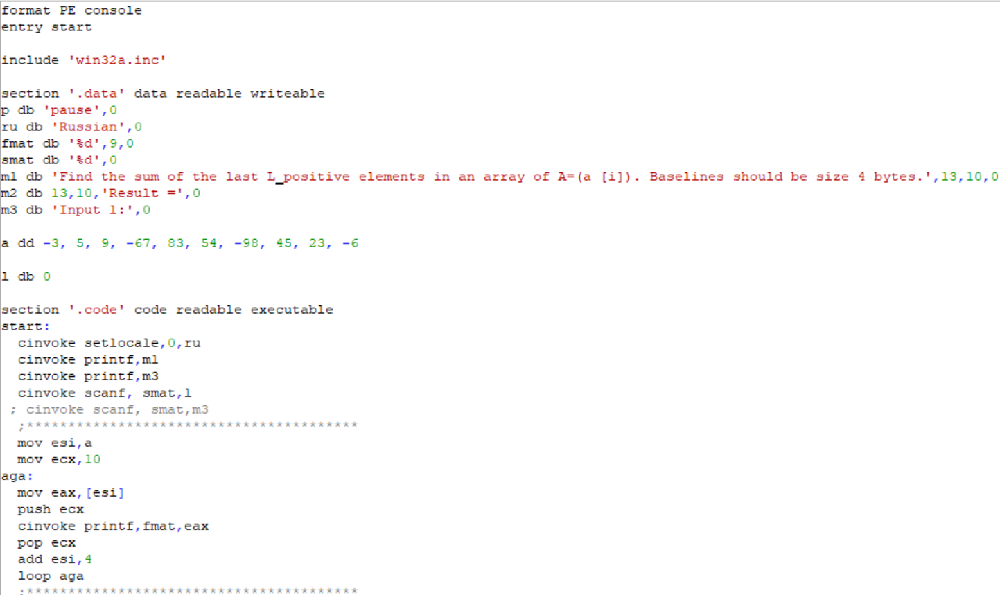 format PE console
entry start
include 'win32a.inc'
section '.data' data readable writeable
p db 'pause',0
ru db 'Russian',0
fmat db '%d',9,0
smat db '%d',0
m1 db 'Find the sum of the last L_positive elements in an array of A=(a [i]). Baselines should be size 4 bytes.',13,10,0
m2 db 13,10,'Result =',0
m3 db 'Input l:',0
a dd -3, 5, 9, -67, 83, 54, -98, 45, 23, -6
l db 0
section '.code' code readable executable
start:
cinvoke setlocale,0,ru
cinvoke printf,m1
cinvoke printf,m3
cinvoke scanf, smat,l
; cinvoke scanf, smat,m3
;****************************************
mov esi,a
mov ecx,10
aga:
mov eax,[esi]
push ecx
cinvoke printf,fmat,eax
pop ecx
add esi,4
loop aga
;****************************************